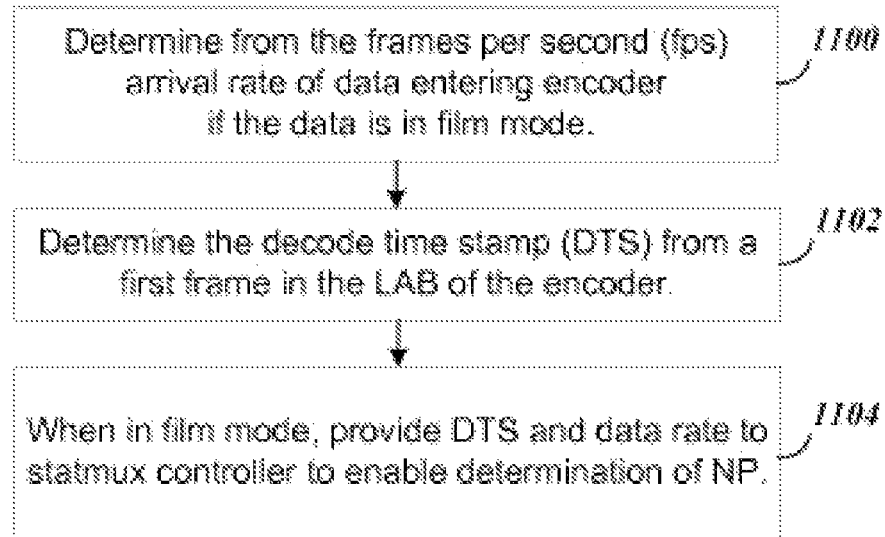 Determine from the frames per second (fps)
arrival rate of data entering encoder
if the data is in film mode.
1100
Determine the decode time stamp (DTS) from a
first frame in the LAB of the encoder.
1102
When in film mode, provide DTS and data rate to
statmux controller to enable determination of NP.
1104